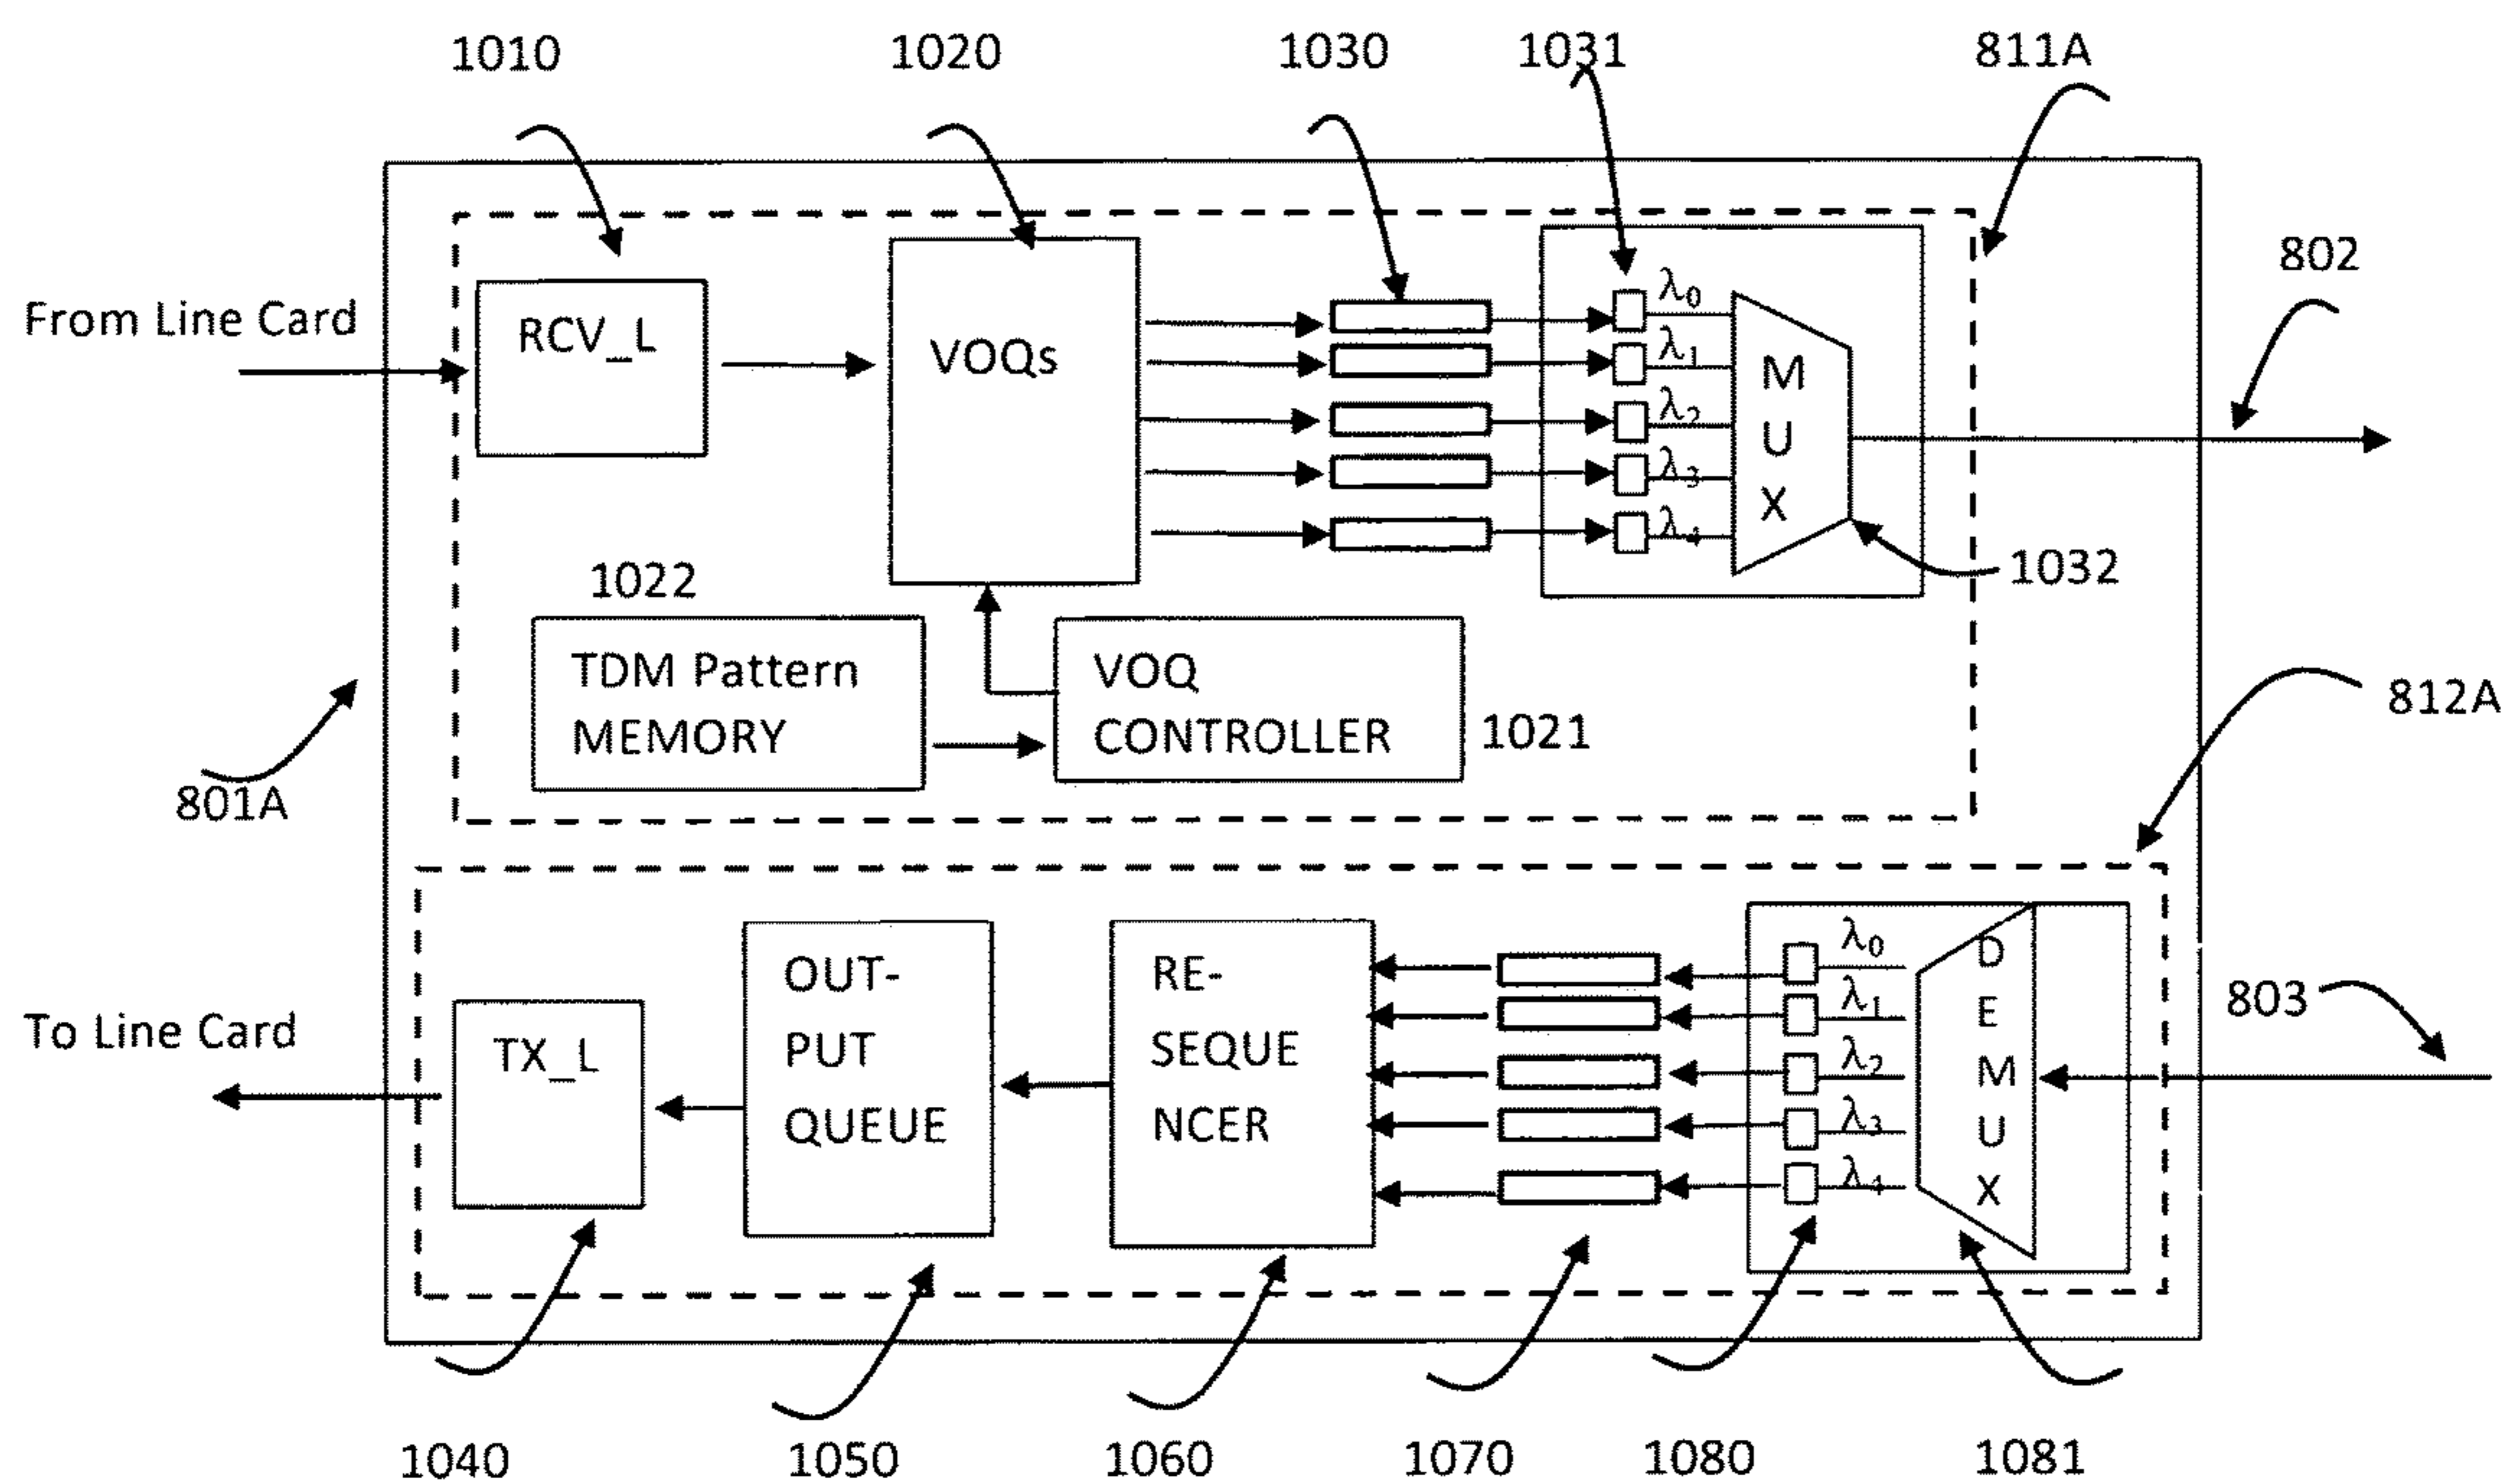 1010
1020
1030
1031
811A
802
From Line Card
RCV_L
VOQs
λ0
λ1
λ2
λ3
λ4
M
U
X
1032
1022
TDM Pattern
MEMORY
VOQ
CONTROLLER
1021
812A
801A
To Line Card
TX_L
OUT-
PUT
QUEUE
RE-
SEQUE
NCER
λ0
λ1
λ2
λ3
λ4
D
E
M
U
X
803
1040
1050
1060
1070
1080
1081